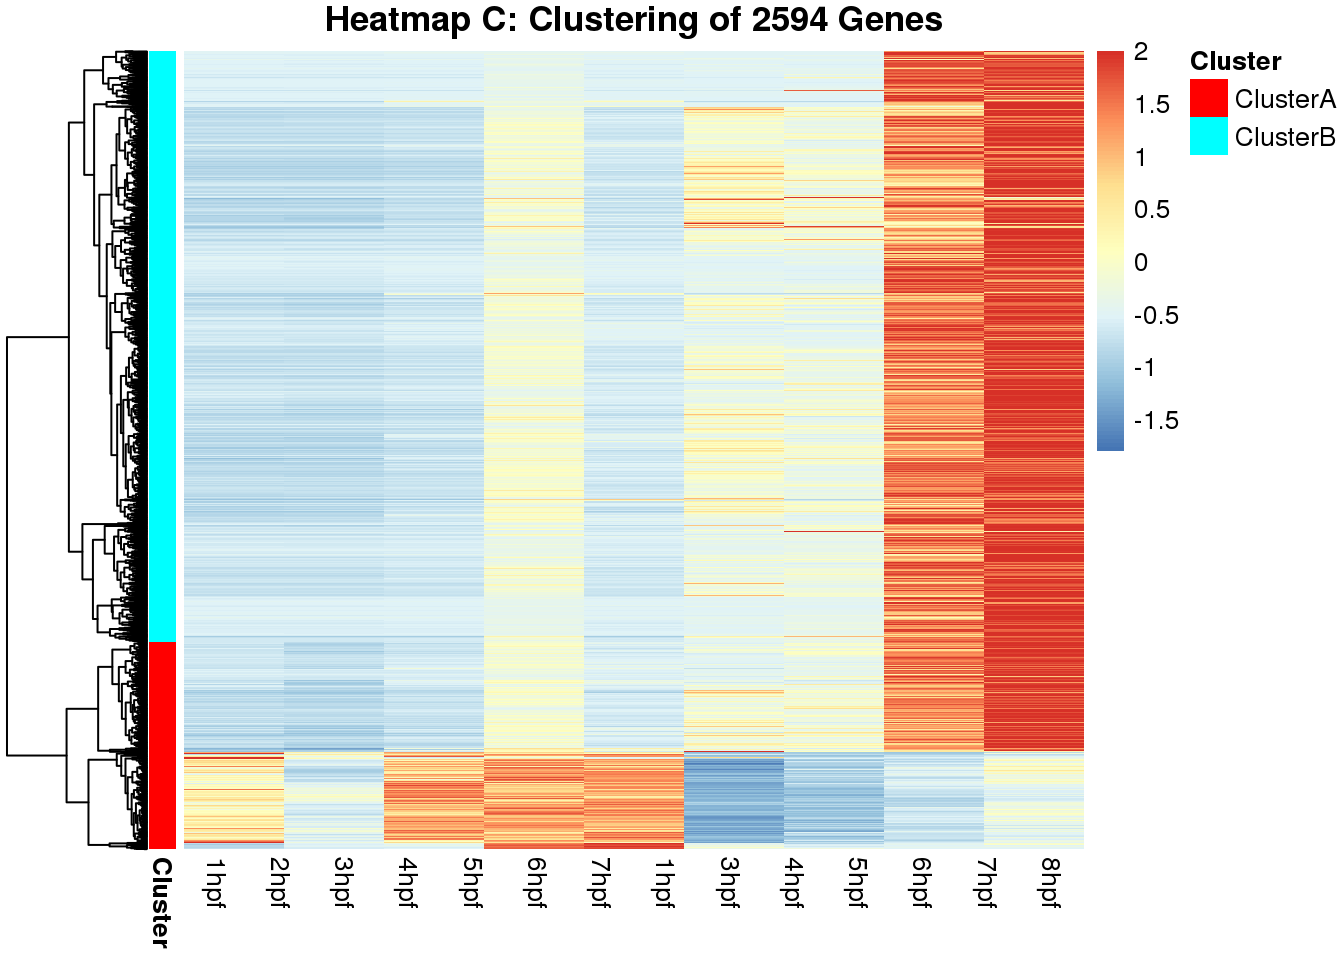 Heatmap C: Clustering of 2594 Genes
2
1.5
1
0.5
0
-0.5
-1
-1.5
Cluster
ClusterA
ClusterB
Cluster
1hpf
2hpf
3hpf
4hpf
5hpf
6hpf
7hpf
1hpf
3hpf
4hpf
5hpf
6hpf
7hpf
8hpf